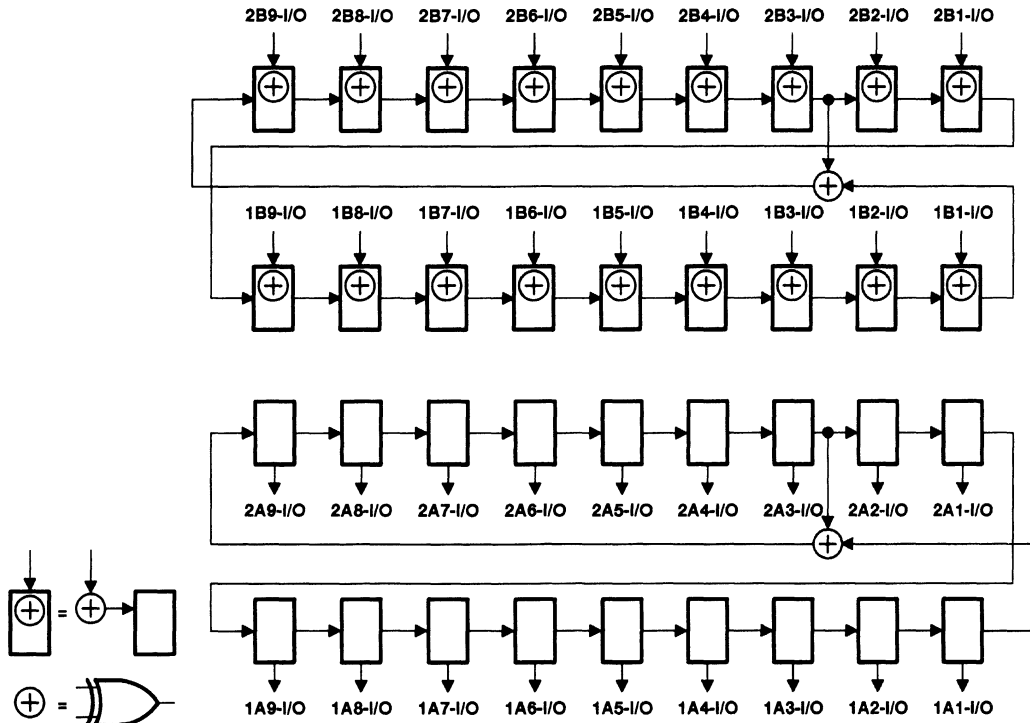 2B9-I/O 2B8-I/O 2B7-I/O 2B6-I/O 2B5-I/O 2B4-I/O 2B3-I/O 2B2-I/O 2B1-I/O
1B9-I/O 1B8-I/O 1B7-I/O 1B6-I/O 1B5-I/O 1B4-I/O 1B3-I/O 1B2-I/O 1B1-I/O
2A9-I/O 2A8-I/O 2A7-I/O 2A6-I/O 2A5-I/O 2A4-I/O 2A3-I/O 2A2-I/O 2A1-I/O
=
=
1A9-I/O 1A8-I/O 1A7-I/O 1A6-I/O 1A5-I/O 1A4-I/O 1A3-I/O 1A2-I/O 1A1-I/O